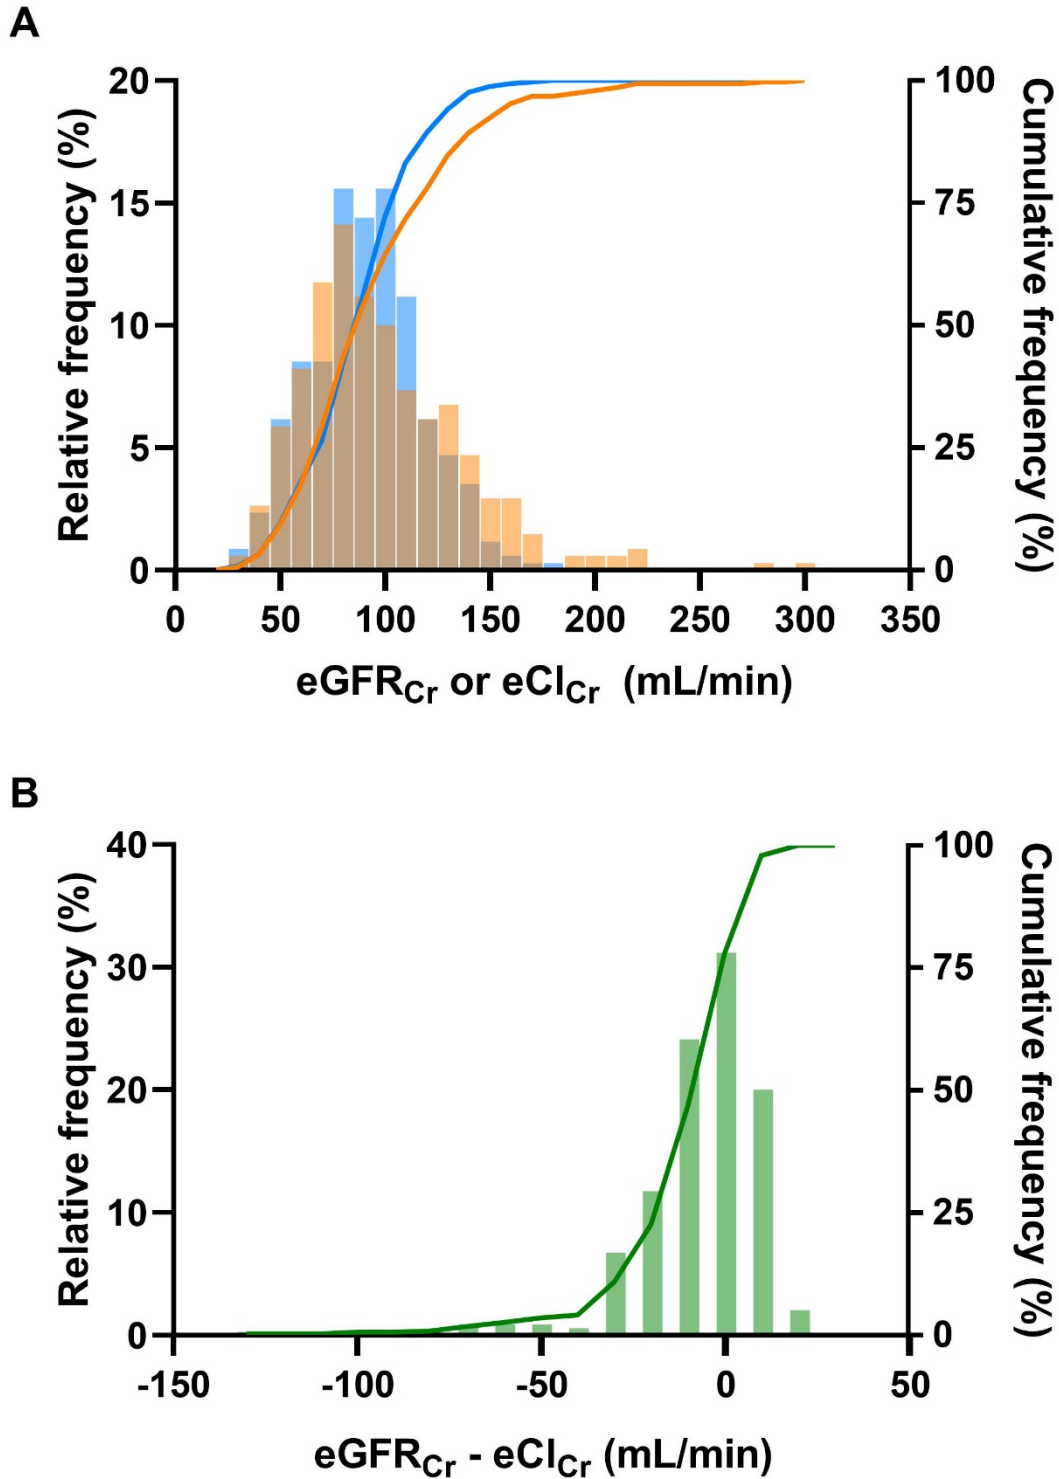 A
Relative frequency (%)
20
15
10
5
0
100
75
50
25
0
Cumulative frequency (%)
0 50 100 150 200 250 300 350
eGFRCr or eClCr (mL/min)
B
Relative frequency (%)
40
30
20
10
0
100
75
50
25
0
Cumulative frequency (%)
-150 -100 -50 0 50
eGFRCr - eClCr (mL/min)